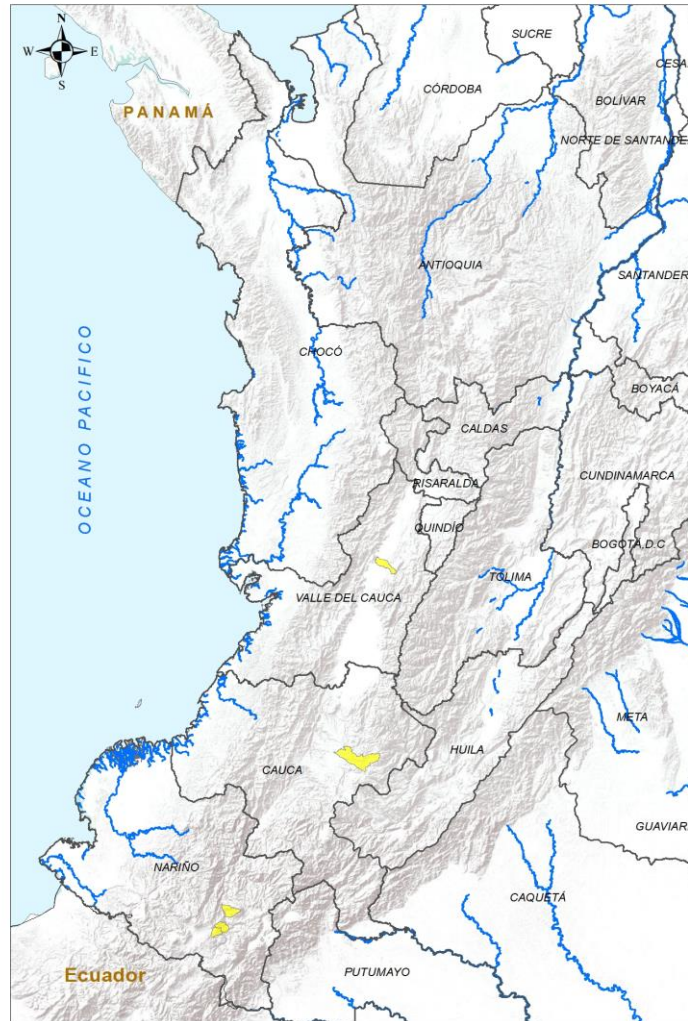 N
W E
S
SUCRE
CESA
CÓRDOBA
BOLÍVAR
PANAMÁ
NORTE DE SANTANDER
ANTIOQUIA
SANTANDER
OCEANO PACIFICO
CHOCÓ
BOYACÁ
CALDAS
CUNDINAMARCA
RISARALDA
QUINDÍO
BOGOTÁ D.C
TOLIMA
VALLE DEL CAUCA
META
HUILA
CAUCA
GUAVIAR
NARIÑO
CAQUETÁ
Ecuador
PUTUMAYO